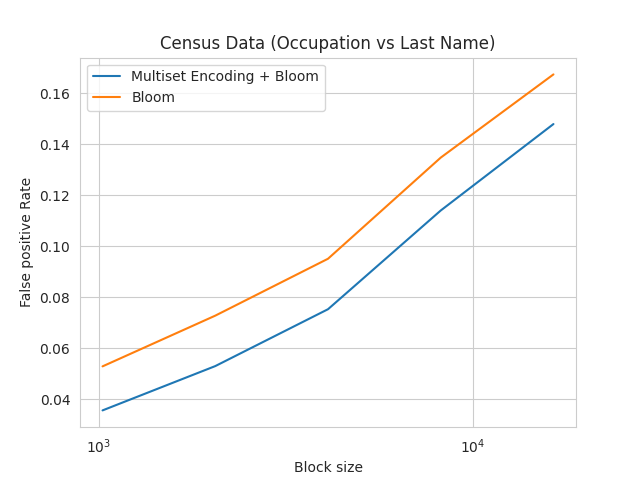 Census Data (Occupation vs Last Name)
Multiset Encoding + Bloom
Bloom
False positive Rate
0.16
0.14
0.12
0.10
0.08
0.06
0.04
10³
10⁴
Block size